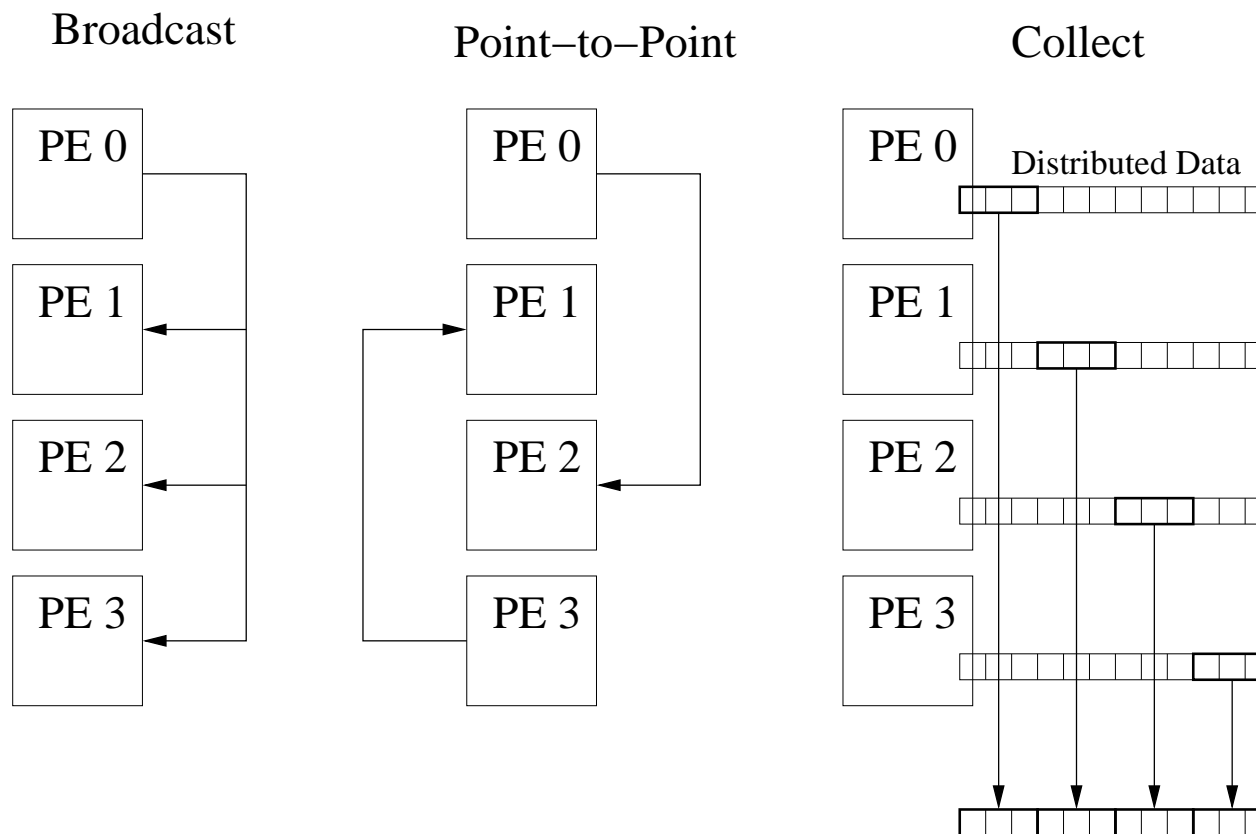 Broadcast
PE 0
PE 1
PE 2
PE 3
Point−to−Point
PE 0
PE 1
PE 2
PE 3
Collect
PE 0
Distributed Data
PE 1
PE 2
PE 3